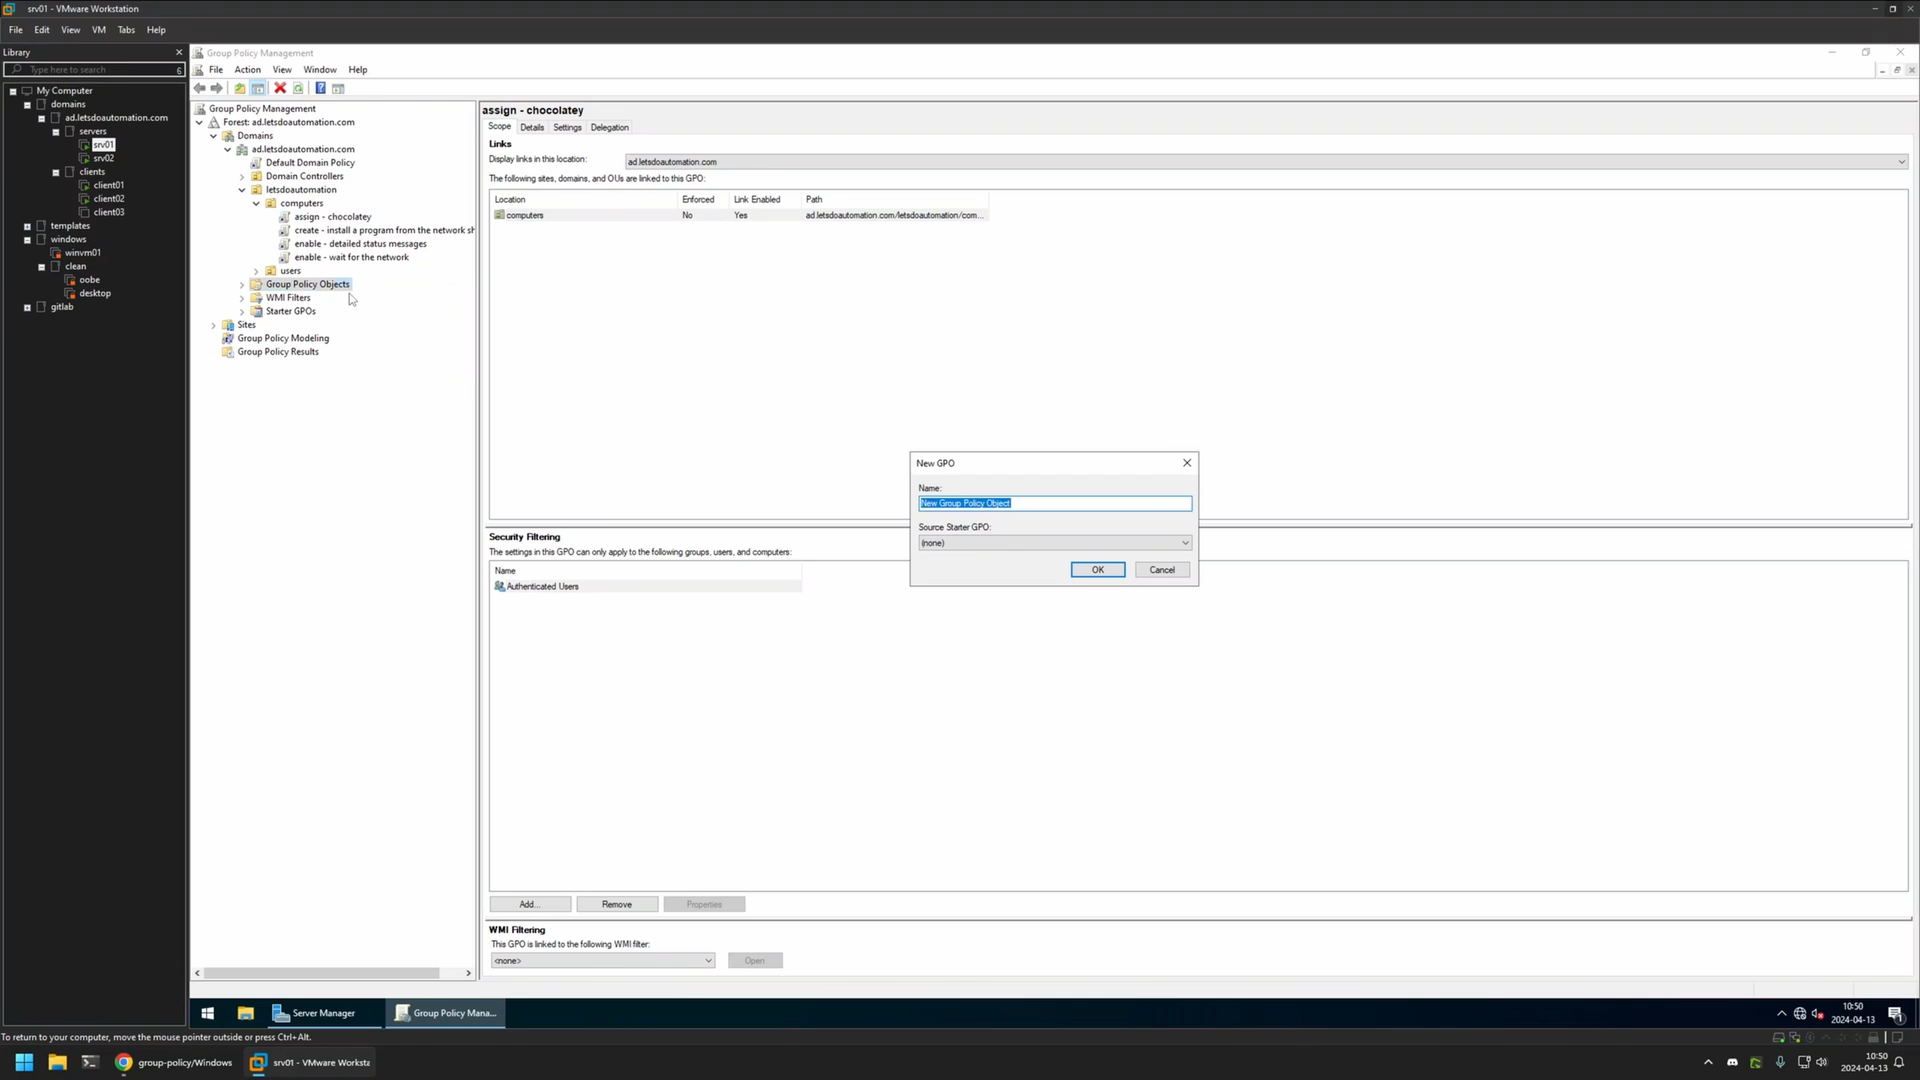 srv01 - VMware Workstation
File Edit View VM Tabs Help
Library
Type here to search
My Computer
domains
ad.letsdoautomation.com
servers
srv01
srv02
clients
client01
client02
client03
templates
windows
winvm01
clean
oobe
desktop
gitlab
Group Policy Management
File Action View Window Help
Group Policy Management
Forest: ad.letsdoautomation.com
Domains
ad.letsdoautomation.com
Default Domain Policy
Domain Controllers
letsdoautomation
computers
assign - chocolatey
create - install a program from the network sh
enable - detailed status messages
enable - wait for the network
users
Group Policy Objects
WMI Filters
Starter GPOs
Sites
Group Policy Modeling
Group Policy Results
assign - chocolatey
Scope Details Settings Delegation
Links
Display links in this location: ad.letsdoautomation.com
The following sites, domains, and OUs are linked to this GPO:
Location Enforced Link Enabled Path
computers No Yes ad.letsdoautomation.com/letsdoautomation/com...
New GPO
Name:
New Group Policy Object
Source Starter GPO:
(none)
OK Cancel
Security Filtering
The settings in this GPO can only apply to the following groups, users, and computers:
Name
Authenticated Users
Add... Remove Properties
WMI Filtering
This GPO is linked to the following WMI filter:
<none> Open
Server Manager Group Policy Mana...
10:50
2024-04-13
To return to your computer, move the mouse pointer outside or press Ctrl+Alt.
group-policy/Windows srv01 - VMware Worksta
10:50
2024-04-13